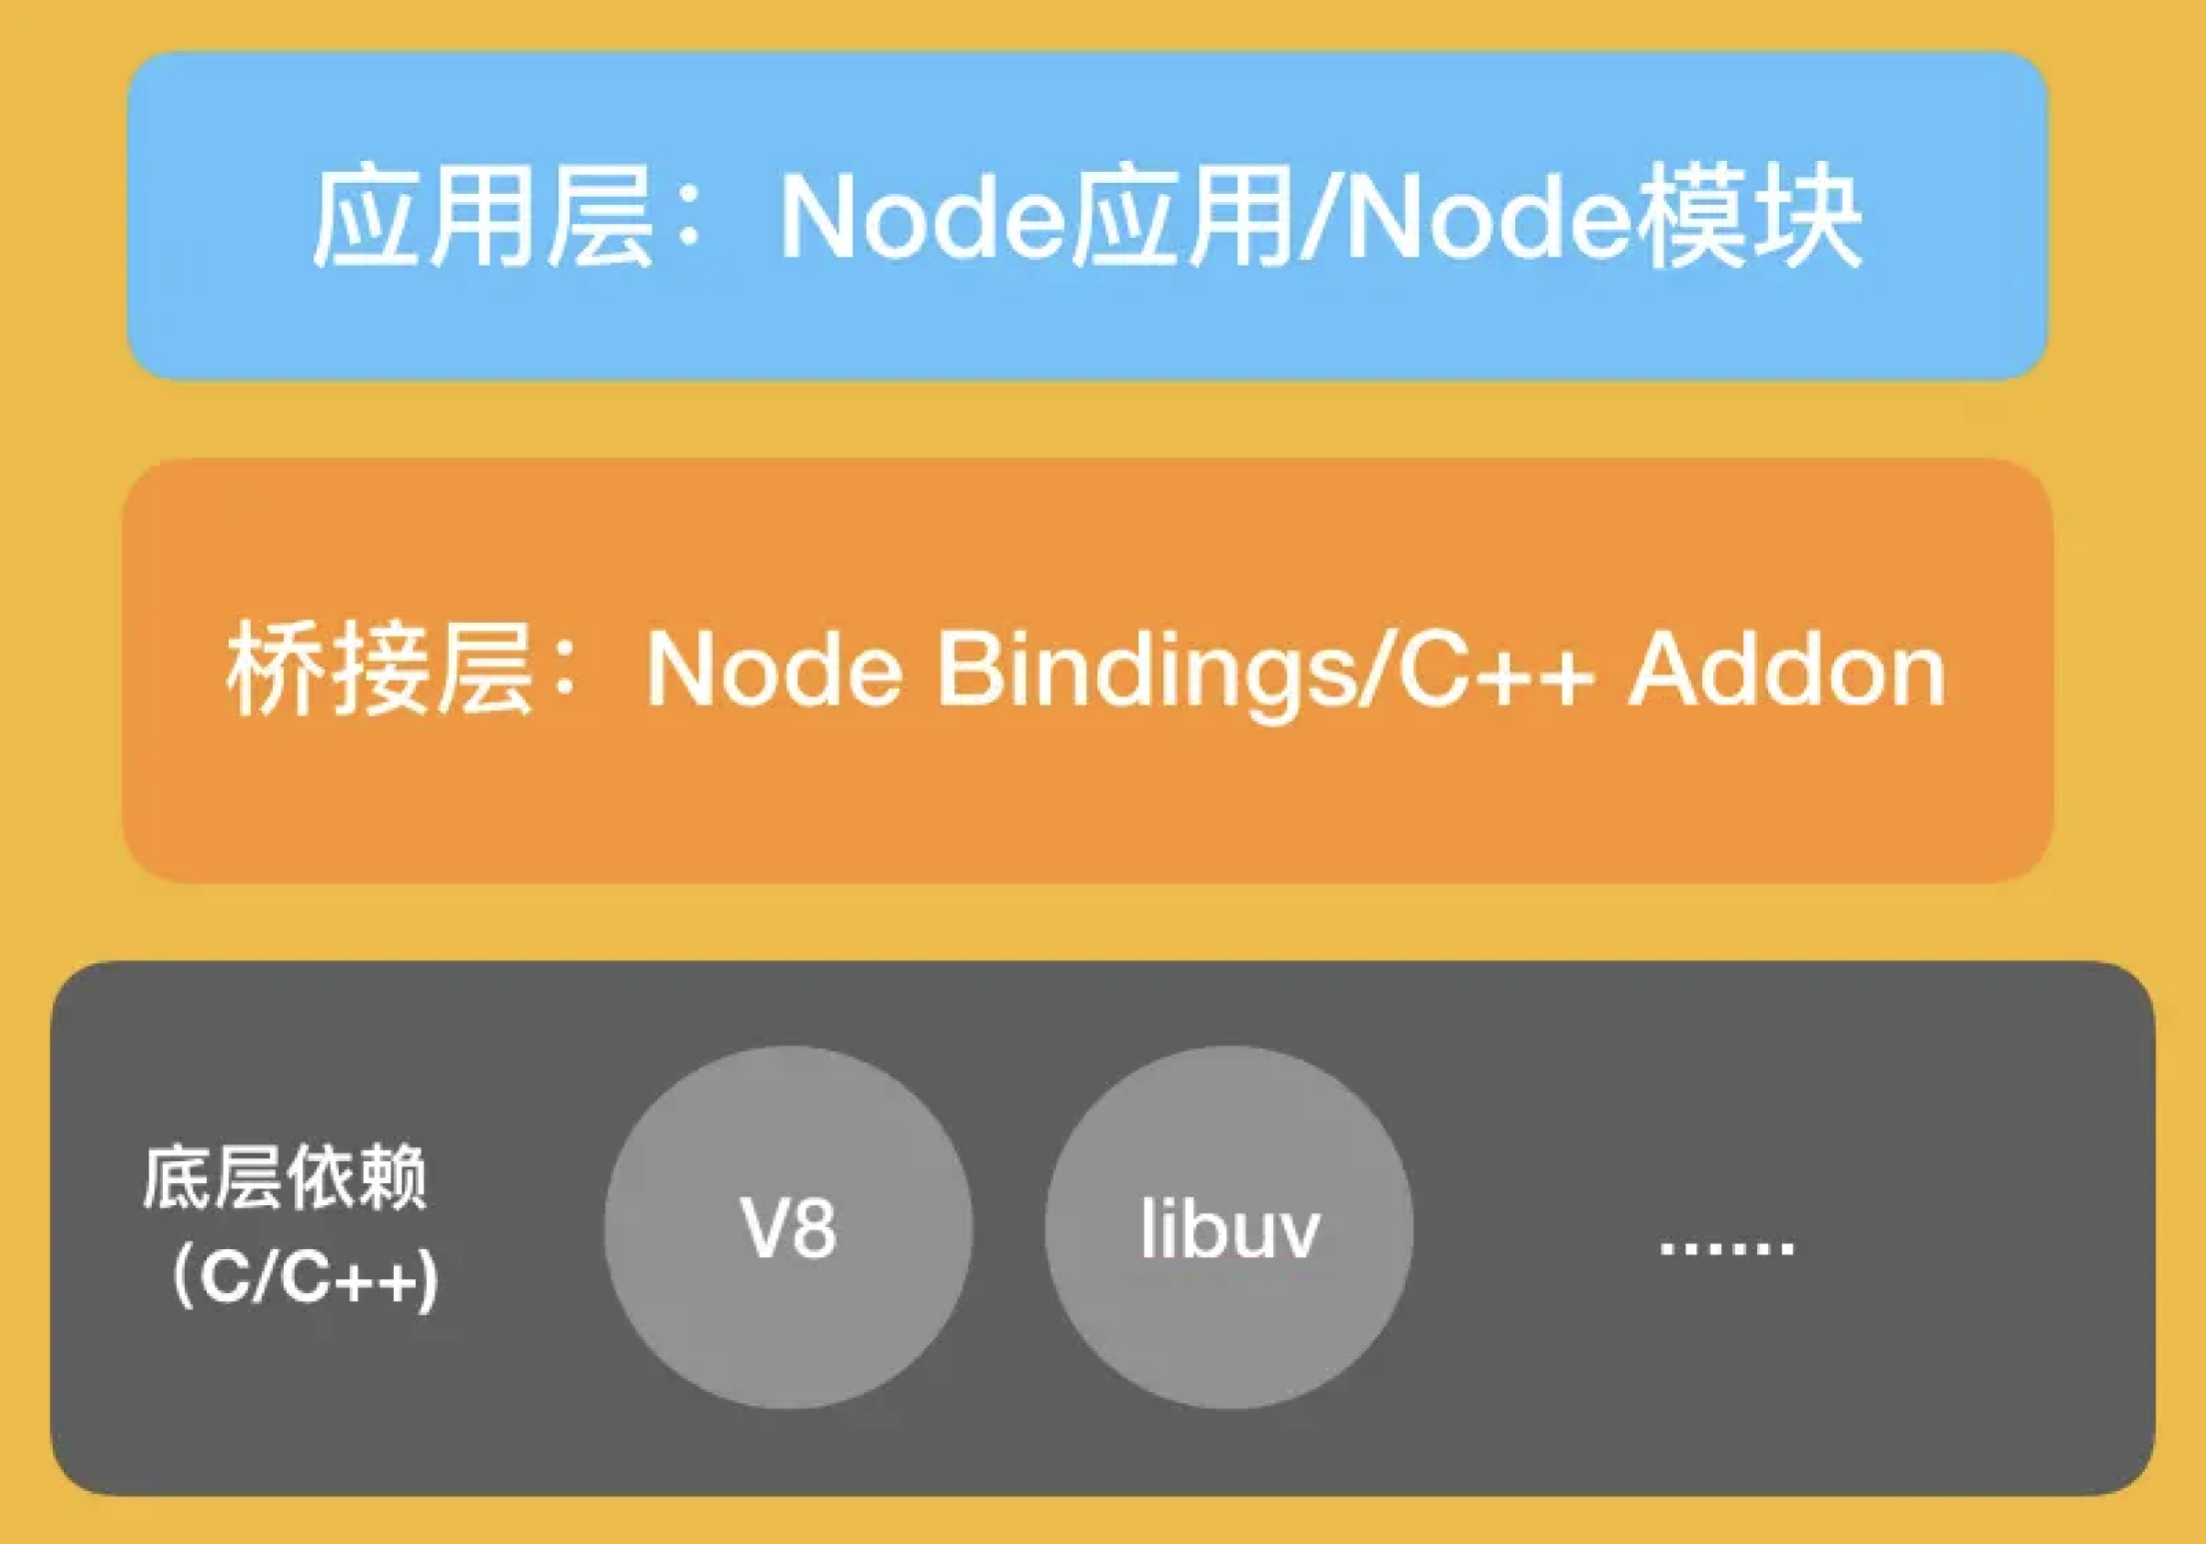 应用层：Node应用/Node模块
桥接层：Node Bindings/C++ Addon
底层依赖
（C/C++)
V8
libuv
......